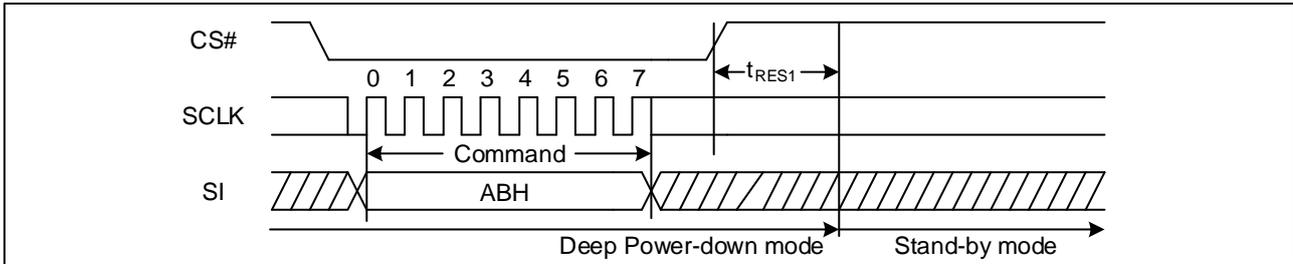 CS#
tRES1
0 1 2 3 4 5 6 7
SCLK
Command
SI
ABH
Deep Power-down mode Stand-by mode